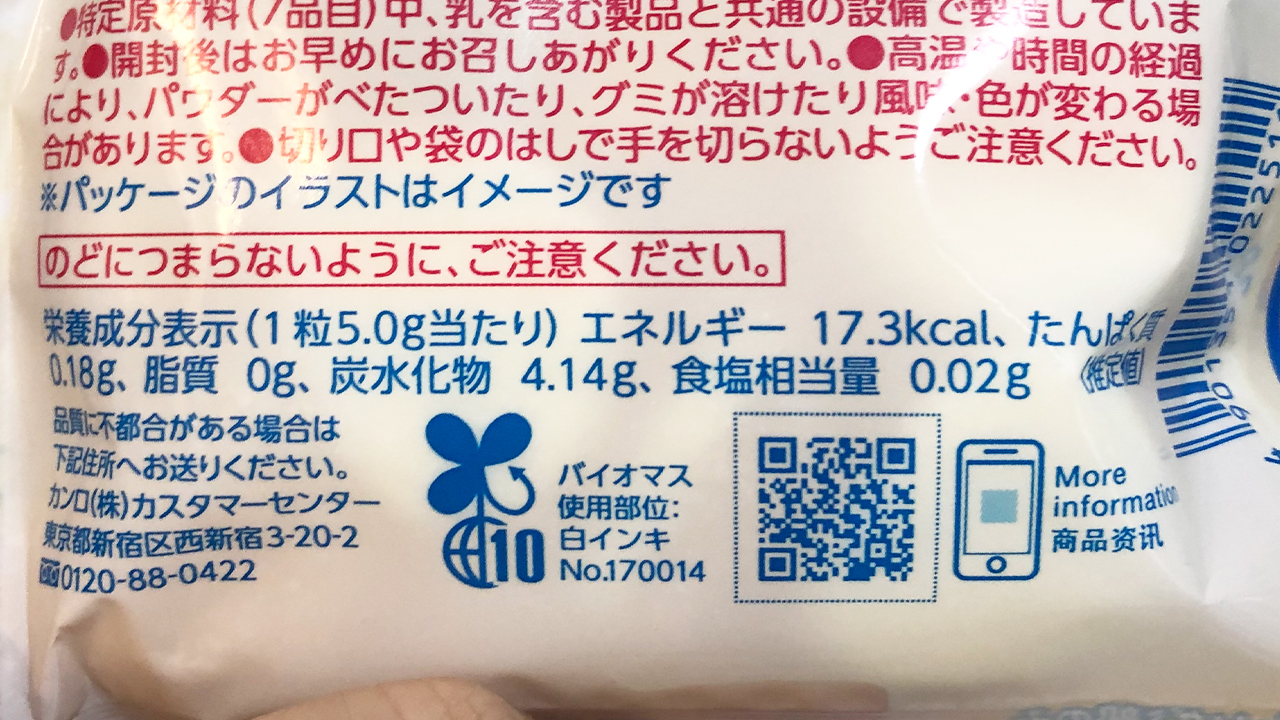 ●特定原材料(7品目)中、乳を含む製品と共通の設備で製造していま
す。●開封後はお早めにお召しあがりください。●高温や時間の経過
により、パウダーがべたついたり、グミが溶けたり風味・色が変わる場
合があります。●切り口や袋のはしで手を切らないようご注意ください。
※パッケージのイラストはイメージです
のどにつまらないように、ご注意ください。
栄養成分表示(1粒5.0g当たり) エネルギー 17.3kcal、たんぱく質
0.18g、脂質 0g、炭水化物 4.14g、食塩相当量 0.02g 《推定値》
品質に不都合がある場合は
下記住所へお送りください。
カンロ(株)カスタマーセンター
東京都新宿区西新宿3-20-2
0120-88-0422
10
バイオマス
使用部位:
白インキ
No.170014
More
information
商品资讯